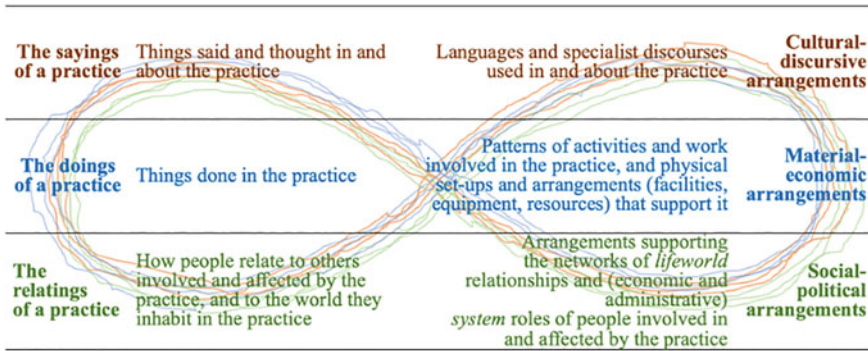 The sayings
of a practice
Things said and thought in and
about the practice
Languages and specialist discourses
used in and about the practice
Cultural-
discursive
arrangements
The doings
of a practice
Things done in the practice
Patterns of activities and work
involved in the practice, and physical
set-ups and arrangements (facilities,
equipment, resources) that support it
Material-
economic
arrangements
The
relatings
of a practice
How people relate to others
involved and affected by the
practice, and to the world they
inhabit in the practice
Arrangements supporting
the networks of lifeworld
relationships and (economic and
administrative)
system roles of people involved in
and affected by the practice
Social-
political
arrangements